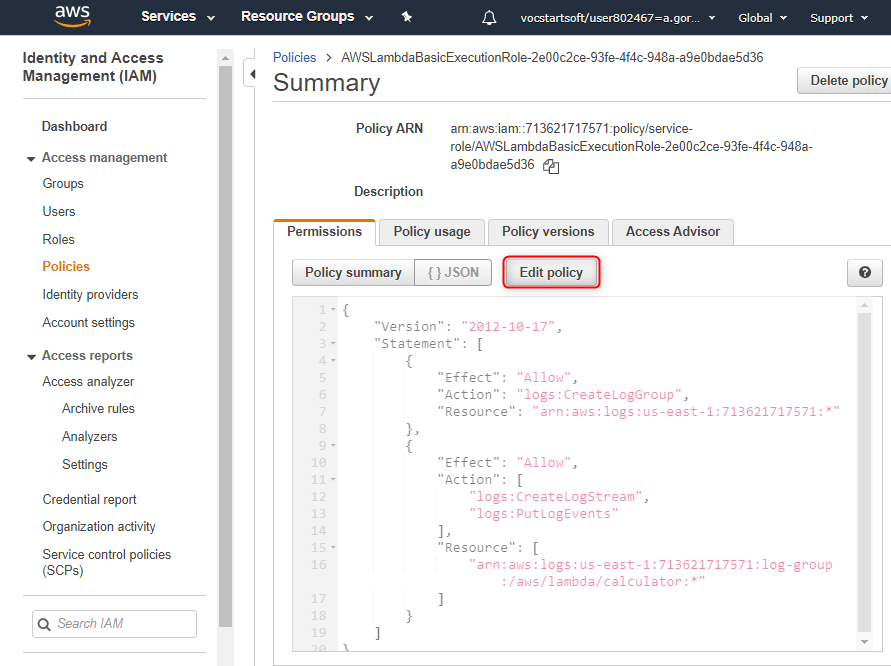 aws
Services
Resource Groups
vocstartsoft/user802467=a.gor...
Global
Support
Identity and Access
Management (IAM)
Dashboard
Access management
Groups
Users
Roles
Policies
Identity providers
Account settings
Access reports
Access analyzer
Archive rules
Analyzers
Settings
Credential report
Organization activity
Service control policies
(SCPs)
Search IAM
Policies > AWSLambdaBasicExecutionRole-2e00c2ce-93fe-4f4c-948a-a9e0bdae5d36
Summary
Delete policy
Policy ARN
arn:aws:iam::713621717571:policy/service-
role/AWSLambdaBasicExecutionRole-2e00c2ce-93fe-4f4c-948a-
a9e0bdae5d36
Description
Permissions
Policy usage
Policy versions
Access Advisor
Policy summary
{ } JSON
Edit policy
?
1 {
2 "Version": "2012-10-17",
3 "Statement": [
4 {
5 "Effect": "Allow",
6 "Action": "logs:CreateLogGroup",
7 "Resource": "arn:aws:logs:us-east-1:713621717571:*"
8 },
9 {
10 "Effect": "Allow",
11 "Action": [
12 "logs:CreateLogStream",
13 "logs:PutLogEvents"
14 ],
15 "Resource": [
16 "arn:aws:logs:us-east-1:713621717571:log-group
:/aws/lambda/calculator:*"
17 ]
18 }
19 ]
20 }